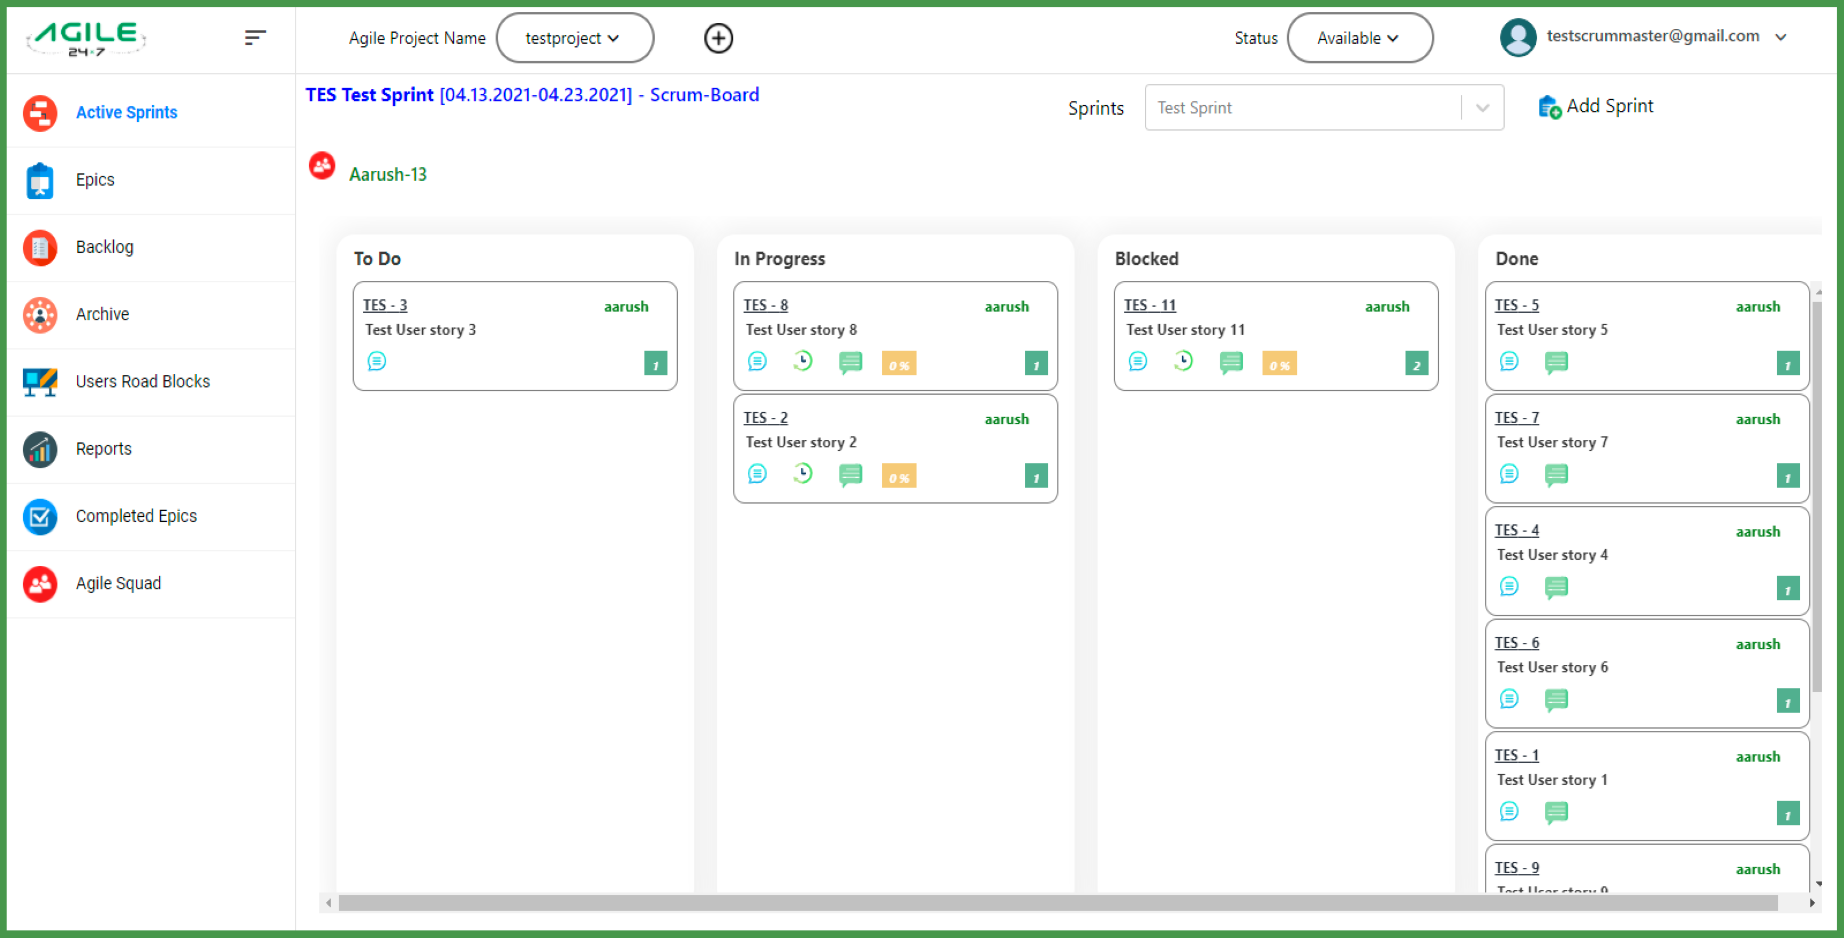 AGILE
24×7
Agile Project Name testproject
Status Available
testscrummaster@gmail.com
Active Sprints
Epics
Backlog
Archive
Users Road Blocks
Reports
Completed Epics
Agile Squad
TES Test Sprint [04.13.2021-04.23.2021] - Scrum-Board
Sprints Test Sprint
Add Sprint
Aarush-13
To Do
TES - 3 aarush
Test User story 3
1
In Progress
TES - 8 aarush
Test User story 8
0 % 1
TES - 2 aarush
Test User story 2
0 % 1
Blocked
TES - 11 aarush
Test User story 11
0 % 2
Done
TES - 5 aarush
Test User story 5
1
TES - 7 aarush
Test User story 7
1
TES - 4 aarush
Test User story 4
1
TES - 6 aarush
Test User story 6
1
TES - 1 aarush
Test User story 1
1
TES - 9 aarush
Test User story 9